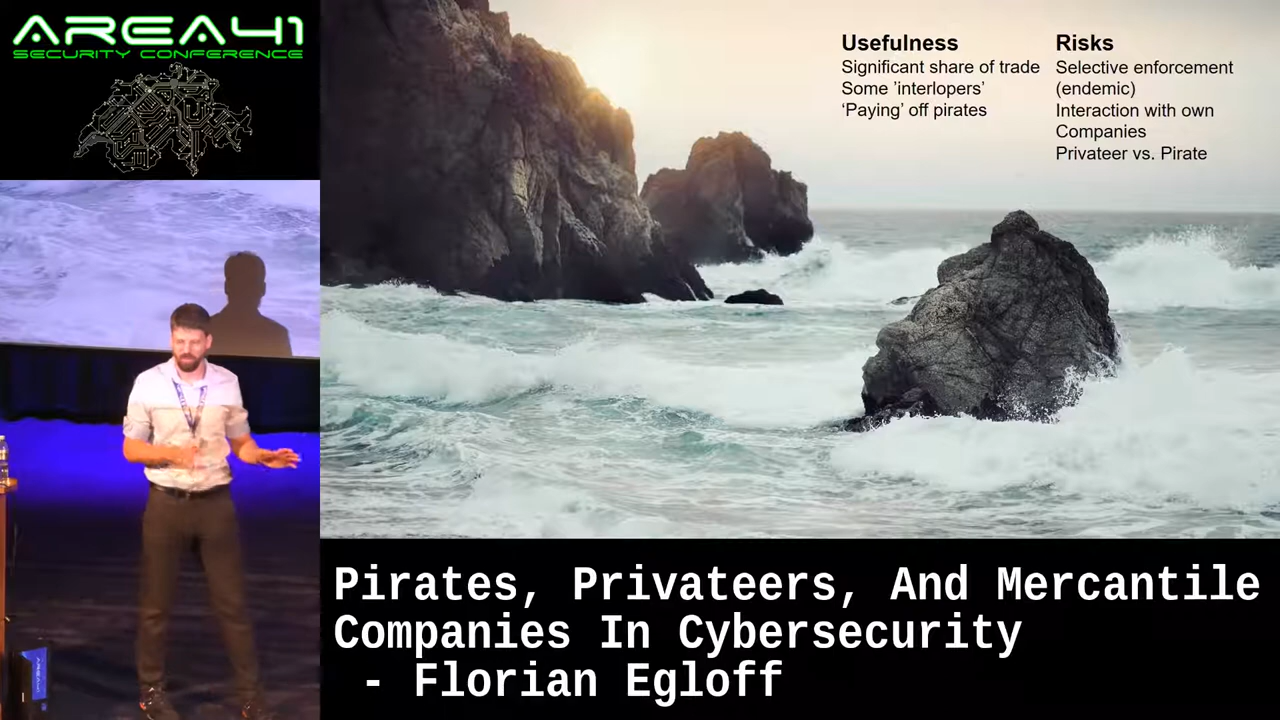 AREA41
SECURITY CONFERENCE
Usefulness
Significant share of trade
Some 'interlopers'
‘Paying’ off pirates
Risks
Selective enforcement
(endemic)
Interaction with own
Companies
Privateer vs. Pirate
Pirates, Privateers, And Mercantile
Companies In Cybersecurity
- Florian Egloff